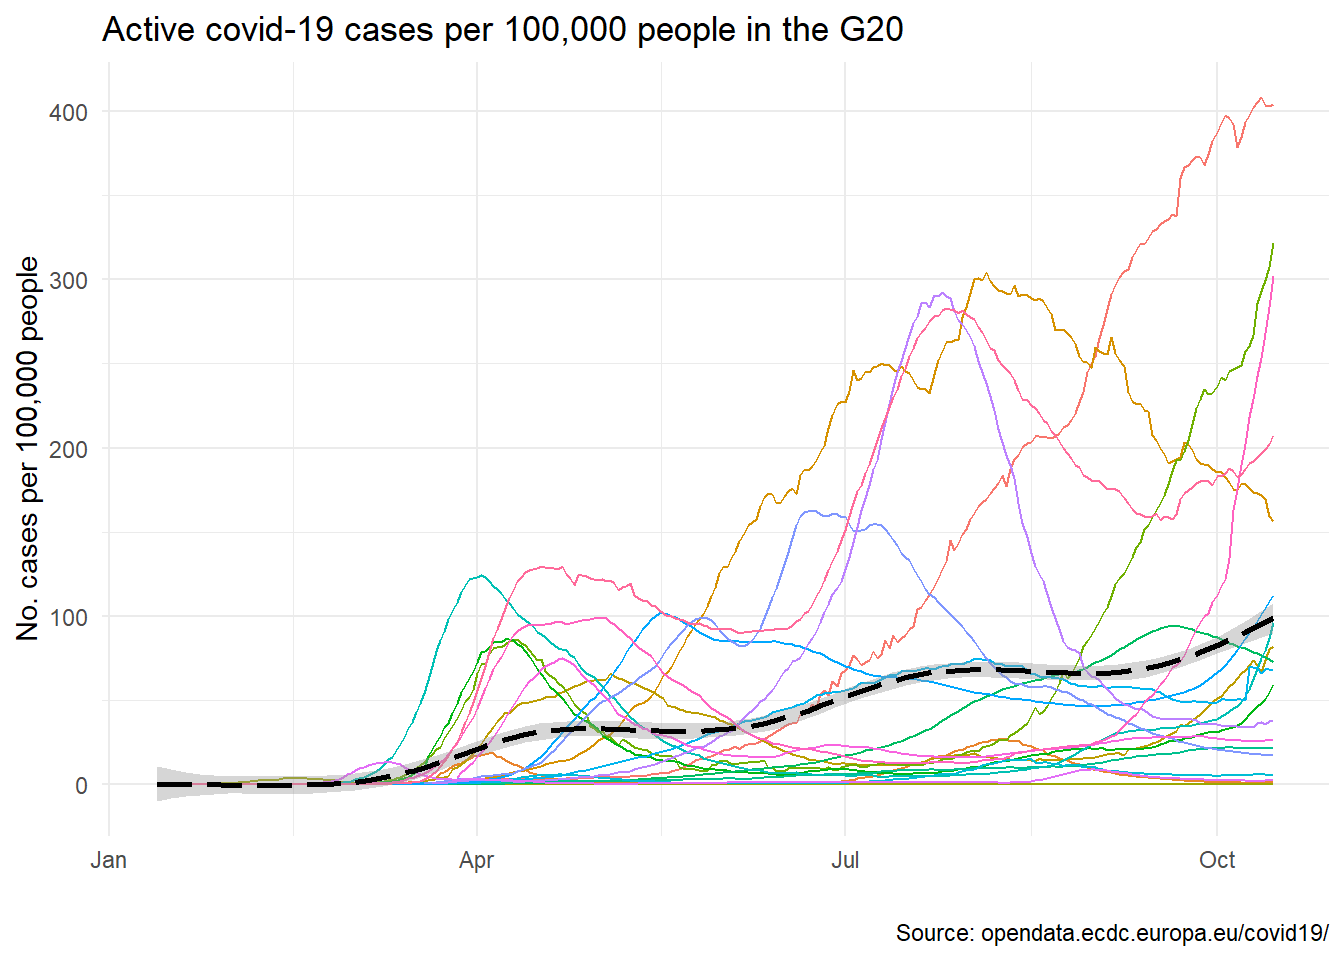 Active covid-19 cases per 100,000 people in the G20
No. cases per 100,000 people
400
300
200
100
0
Jan Apr Jul Oct
Source: opendata.ecdc.europa.eu/covid19/